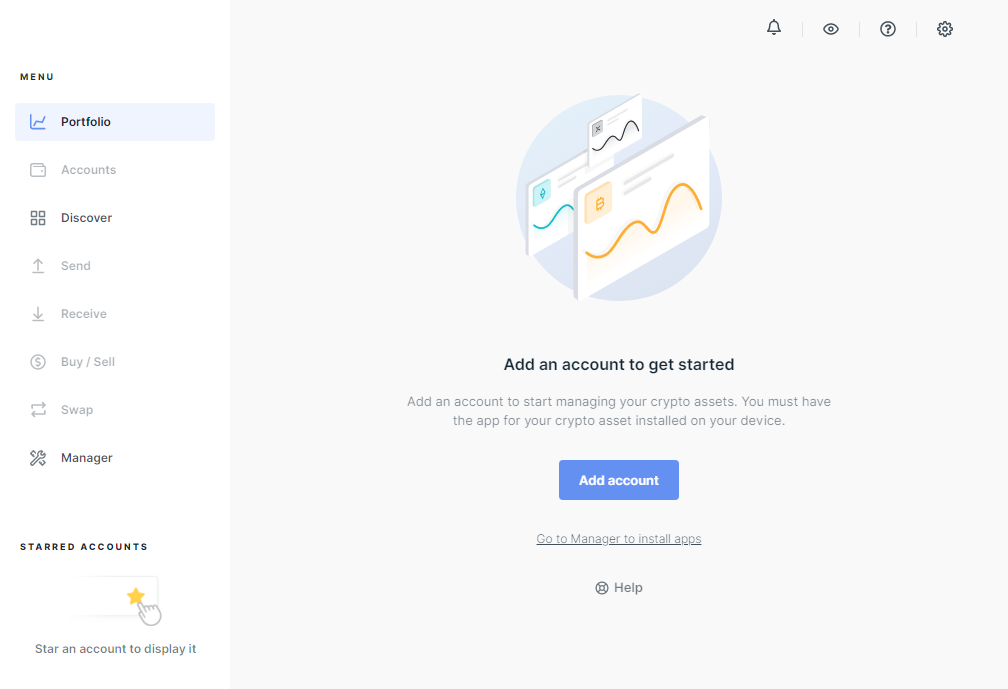 MENU
Portfolio
Accounts
Discover
Send
Receive
Buy / Sell
Swap
Manager
STARRED ACCOUNTS
Star an account to display it
Add an account to get started
Add an account to start managing your crypto assets. You must have
the app for your crypto asset installed on your device.
Add account
Go to Manager to install apps
Help